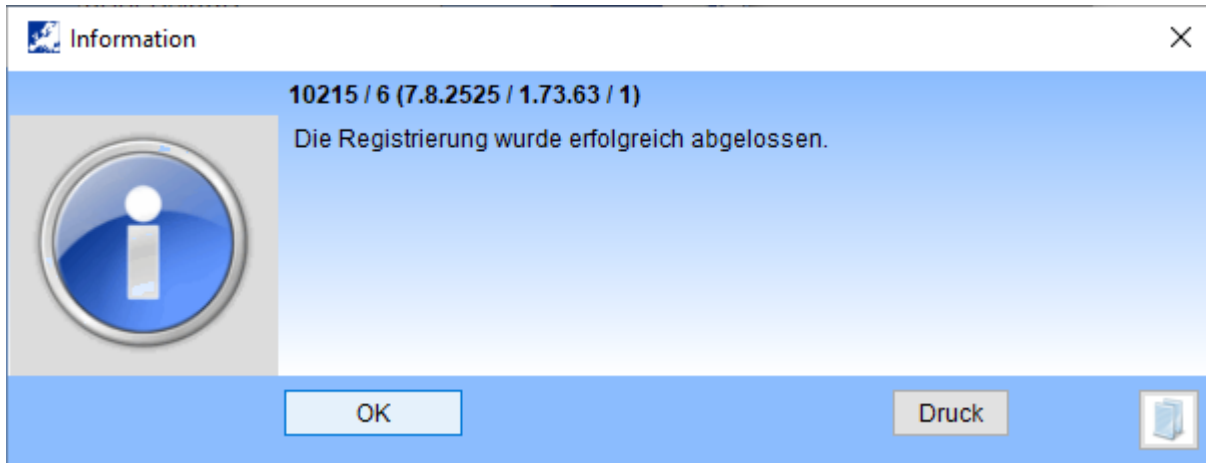 Information
10215 / 6 (7.8.2525 / 1.73.63 / 1)
Die Registrierung wurde erfolgreich abgelossen.
OK
Druck